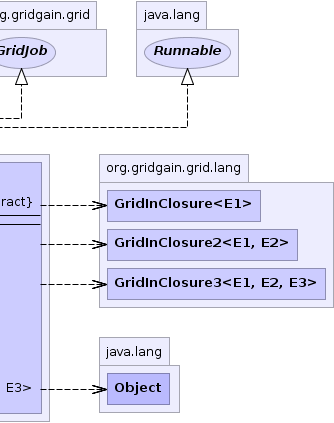 g.gridgain.grid
java.lang
GridJob
Runnable
org.gridgain.grid.lang
ract}
GridInClosure<E1>
GridInClosure2<E1, E2>
GridInClosure3<E1, E2, E3>
java.lang
E3>
Object